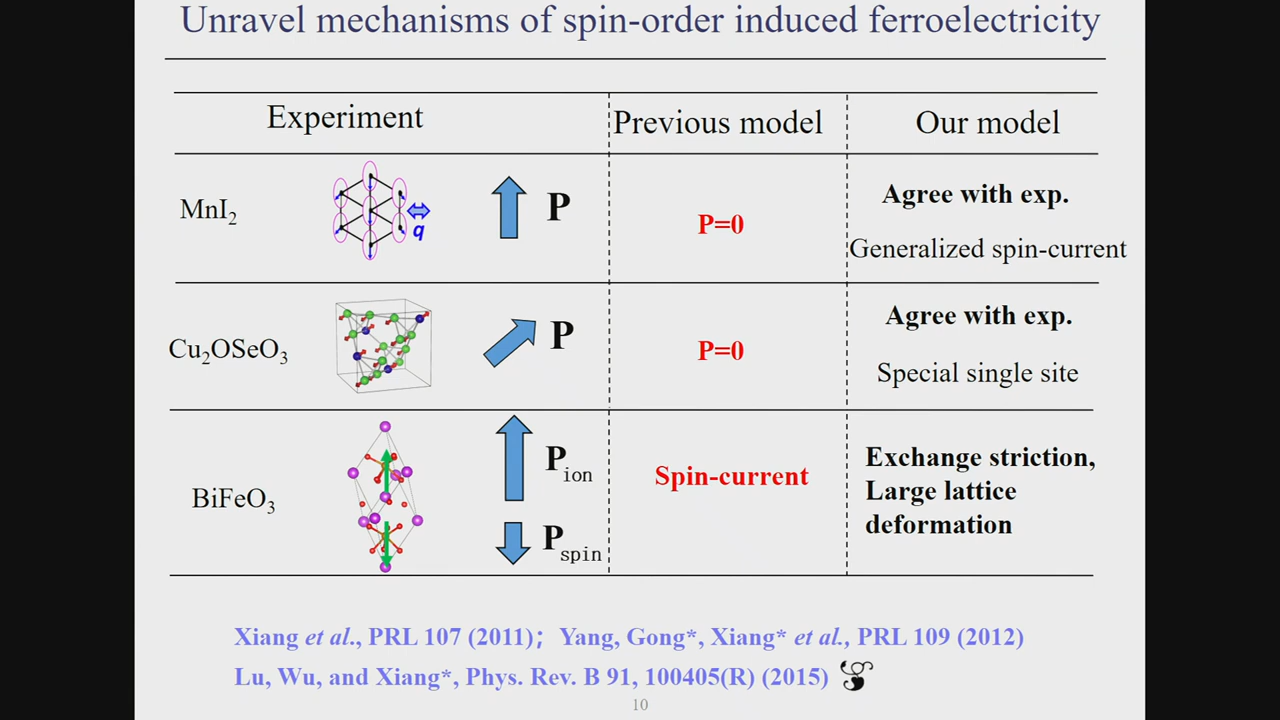 Unravel mechanisms of spin-order induced ferroelectricity
Experiment
Previous model
Our model
MnI₂
q
P
P=0
Agree with exp.
Generalized spin-current
Cu₂OSeO₃
P
P=0
Agree with exp.
Special single site
BiFeO₃
P_ion
P_spin
Spin-current
Exchange striction,
Large lattice
deformation
Xiang et al., PRL 107 (2011); Yang, Gong*, Xiang* et al., PRL 109 (2012)
Lu, Wu, and Xiang*, Phys. Rev. B 91, 100405(R) (2015)
10